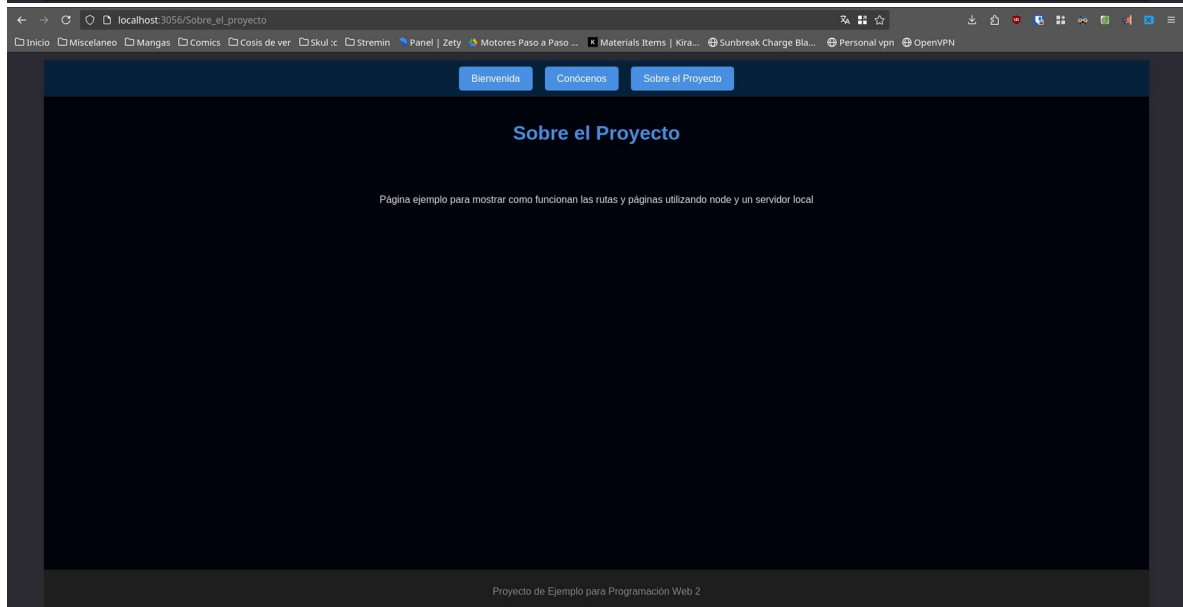 localhost:3056/Sobre_el_proyecto
Inicio Miscelaneo Mangas Comics Cosis de ver Skul :c Stremin Panel | Zety Motores Paso a Paso ... K Materials Items | Kira... Sunbreak Charge Bla... Personal vpn OpenVPN
Bienvenida Conócenos Sobre el Proyecto
Sobre el Proyecto
Página ejemplo para mostrar como funcionan las rutas y páginas utilizando node y un servidor local
Proyecto de Ejemplo para Programación Web 2